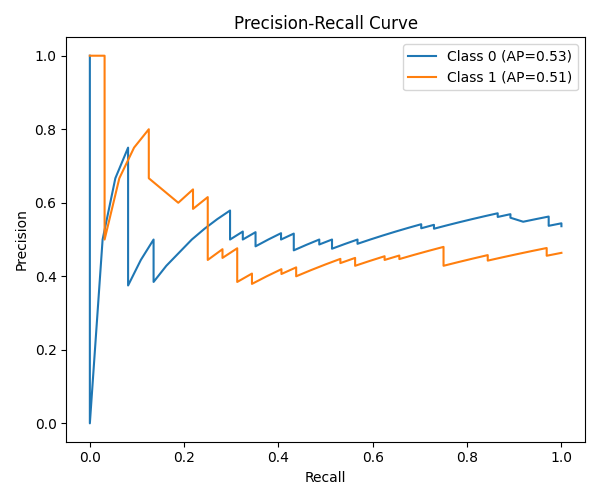 Precision-Recall Curve
Class 0 (AP=0.53)
Class 1 (AP=0.51)
Precision
1.0
0.8
0.6
0.4
0.2
0.0
0.0 0.2 0.4 0.6 0.8 1.0
Recall